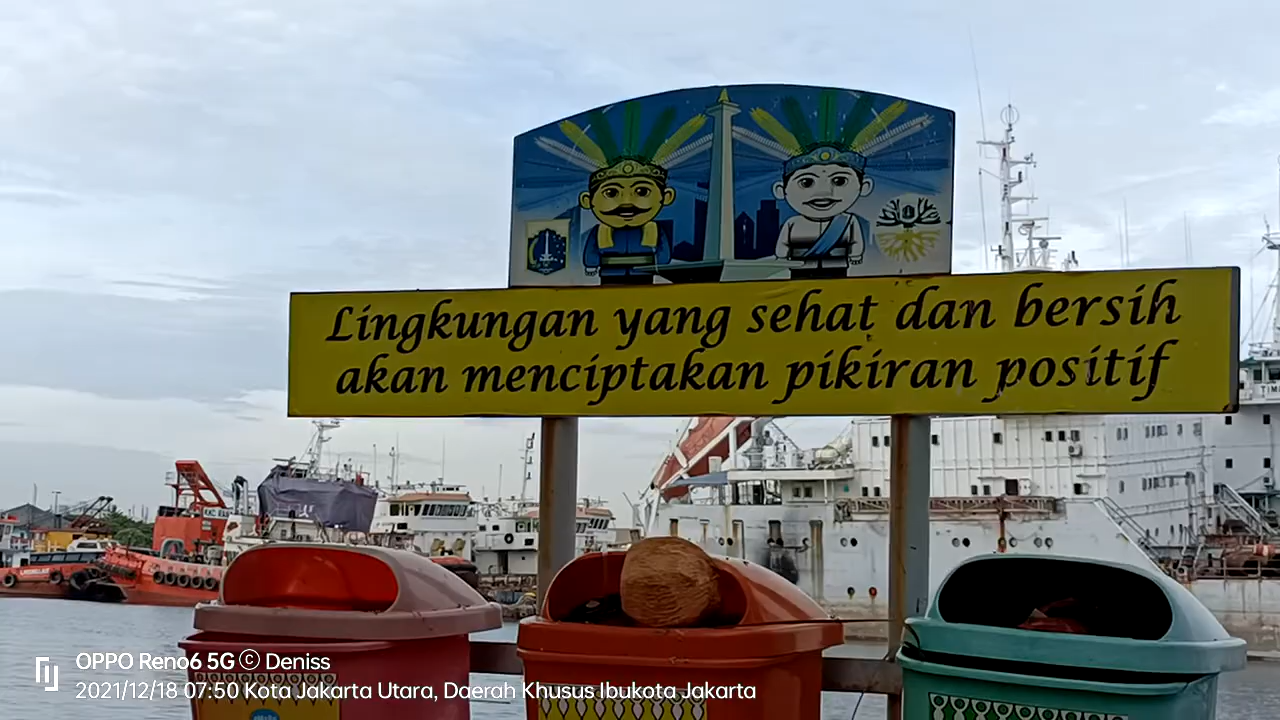 Lingkungan yang sehat dan bersih
akan menciptakan pikiran positif
OPPO Reno6 5G © Deniss
2021/12/18 07:50 Kota Jakarta Utara, Daerah Khusus Ibukota Jakarta